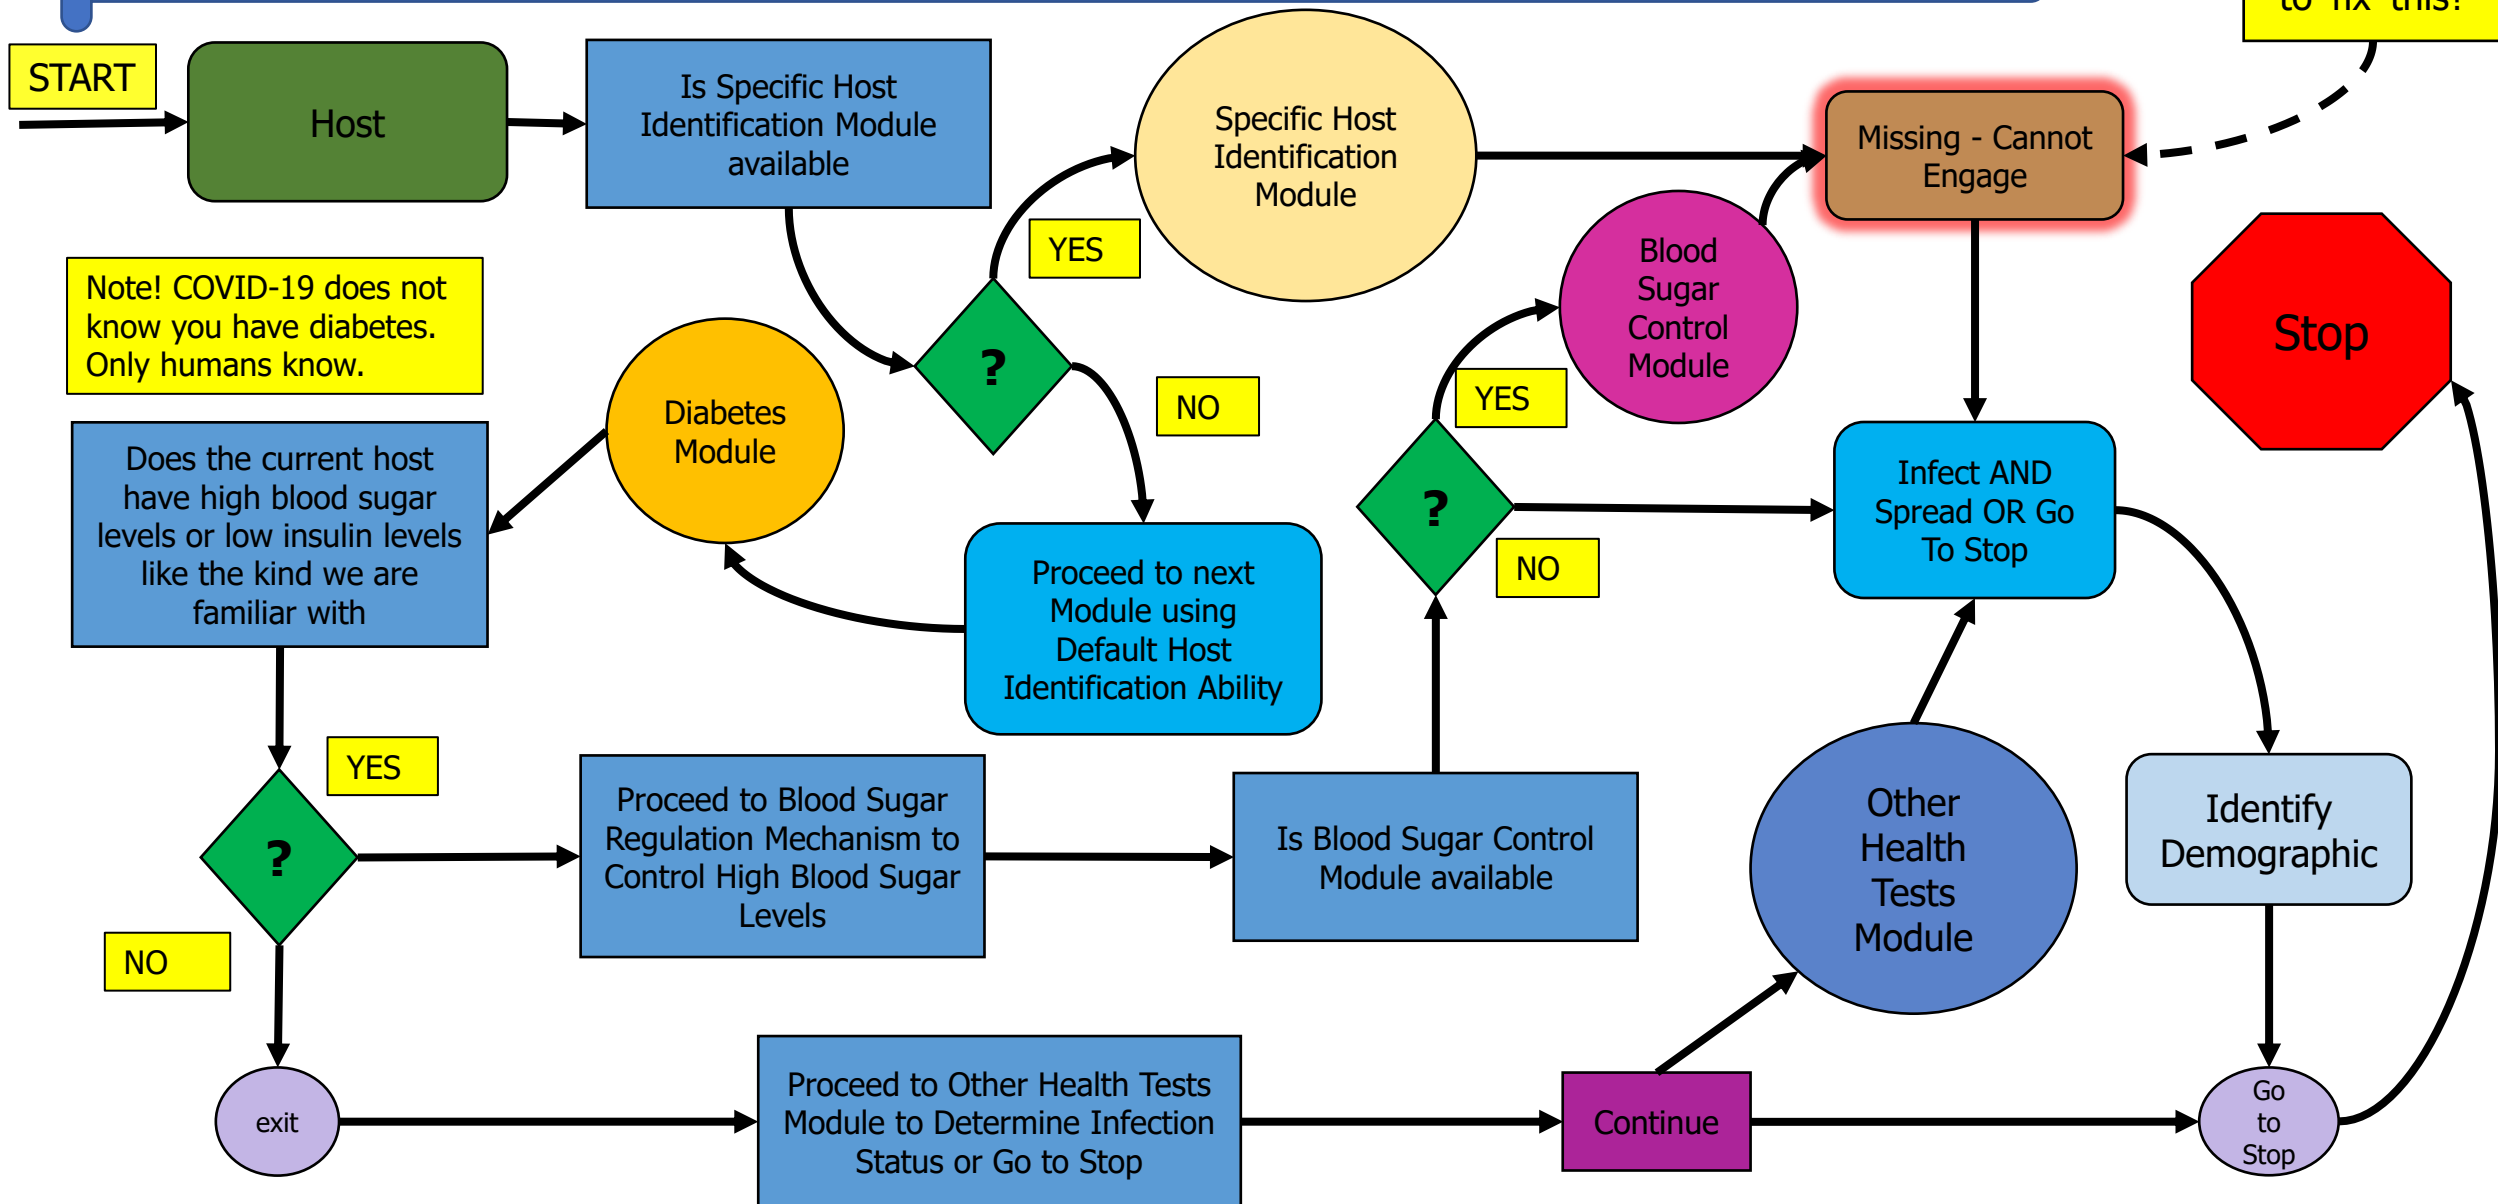 to fix this!
START
Host
Is Specific Host
Identification Module
available
Specific Host
Identification
Module
Missing - Cannot
Engage
YES
Blood
Sugar
Control
Module
Stop
Note! COVID-19 does not
know you have diabetes.
Only humans know.
?
NO
YES
Diabetes
Module
Does the current host
have high blood sugar
levels or low insulin levels
like the kind we are
familiar with
?
Infect AND
Spread OR Go
To Stop
NO
Proceed to next
Module using
Default Host
Identification Ability
YES
?
Proceed to Blood Sugar
Regulation Mechanism to
Control High Blood Sugar
Levels
Is Blood Sugar Control
Module available
Other
Health
Tests
Module
Identify
Demographic
NO
exit
Proceed to Other Health Tests
Module to Determine Infection
Status or Go to Stop
Continue
Go
to
Stop